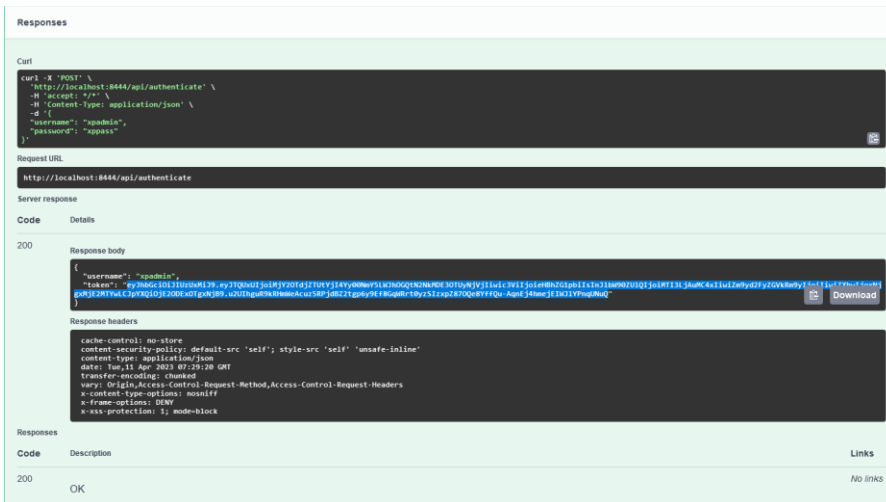 Responses
Curl
curl -X 'POST' \
'http://localhost:8444/api/authenticate' \
-H 'accept: */*' \
-H 'Content-Type: application/json' \
-d '{
"username": "xpadmin",
"password": "xppass"
}'
Request URL
http://localhost:8444/api/authenticate
Server response
Code Details
200
Response body
{
"username": "xpadmin",
"token":
Download
}
Response headers
cache-control: no-store
content-security-policy: default-src 'self'; style-src 'self' 'unsafe-inline'
content-type: application/json
date: Tue,11 Apr 2023 07:29:20 GMT
transfer-encoding: chunked
vary: Origin,Access-Control-Request-Method,Access-Control-Request-Headers
x-content-type-options: nosniff
x-frame-options: DENY
x-xss-protection: 1; mode=block
Responses
Code Description Links
200 OK No links